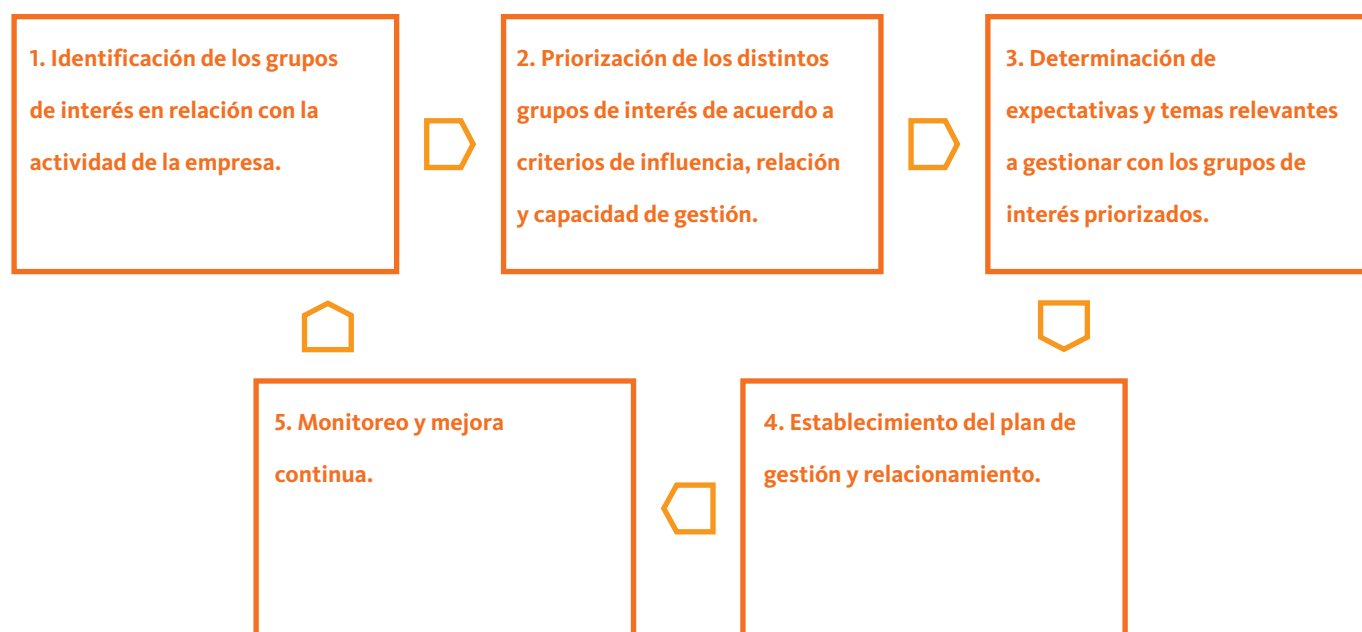 1. Identificación de los grupos
de interés en relación con la
actividad de la empresa.
2. Priorización de los distintos
grupos de interés de acuerdo a
criterios de influencia, relación
y capacidad de gestión.
3. Determinación de
expectativas y temas relevantes
a gestionar con los grupos de
interés priorizados.
4. Establecimiento del plan de
gestión y relacionamiento.
5. Monitoreo y mejora
continua.